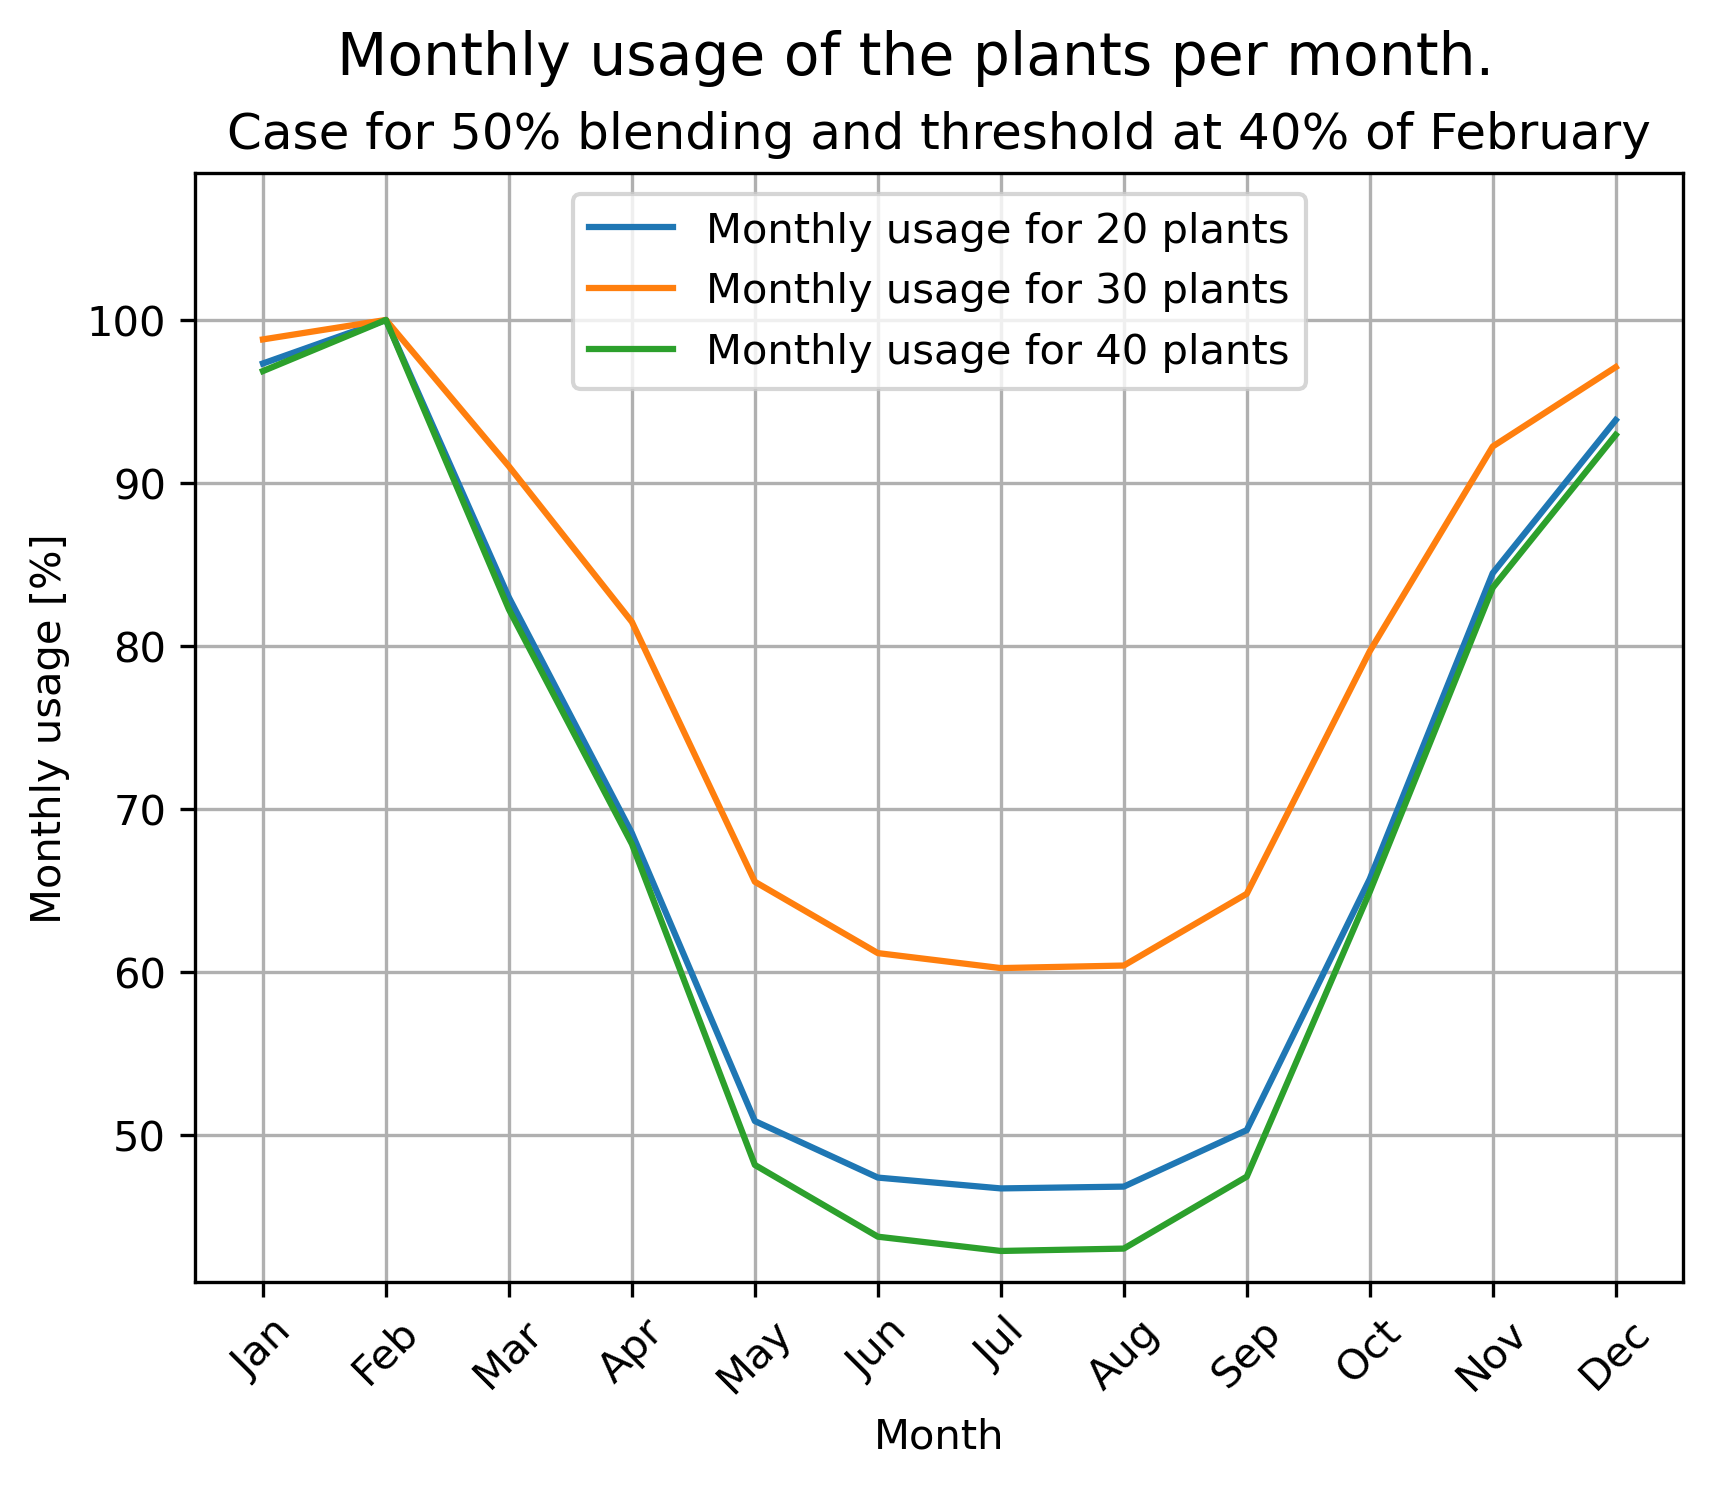 Monthly usage of the plants per month.
Case for 50% blending and threshold at 40% of February
Monthly usage for 20 plants
Monthly usage for 30 plants
Monthly usage for 40 plants
Monthly usage [%]
100
90
80
70
60
50
Jan
Feb
Mar
Apr
May
Jun
Jul
Aug
Sep
Oct
Nov
Dec
Month